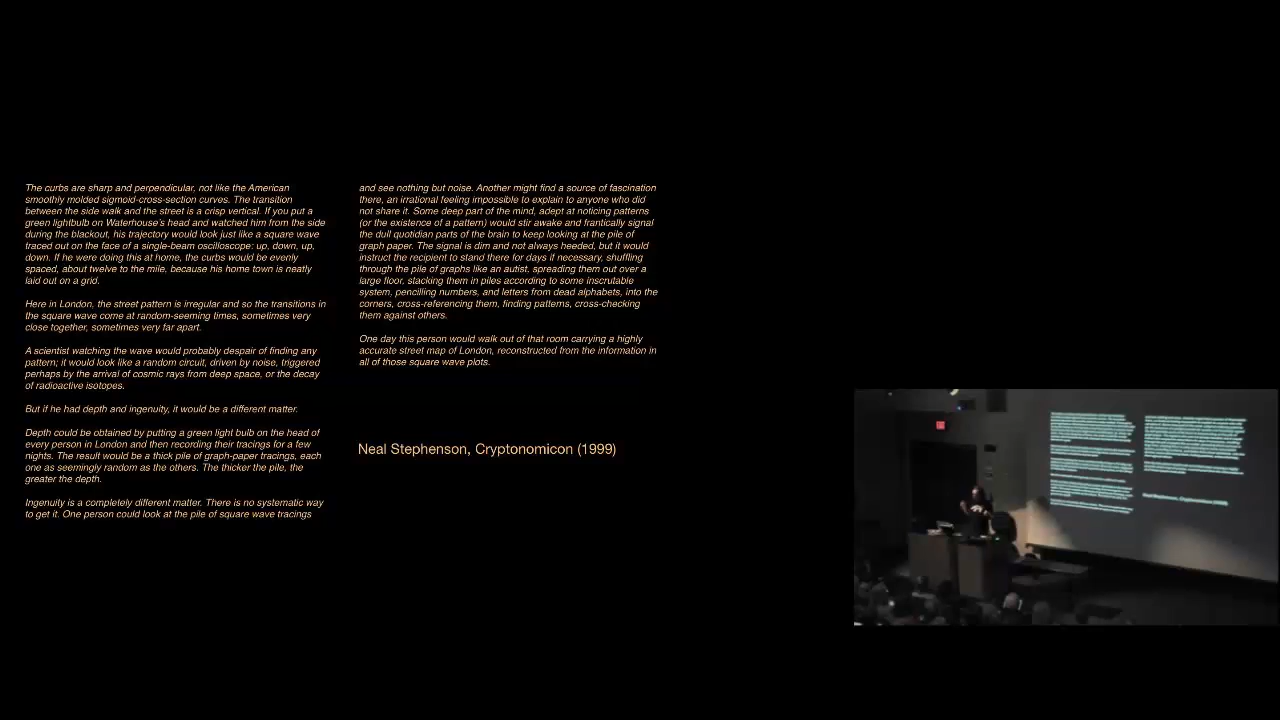 The curbs are sharp and perpendicular, not like the American
smoothly molded sigmoid-cross-section curves. The transition
between the side walk and the street is a crisp vertical. If you put a
green lightbulb on Waterhouse's head and watched him from the side
during the blackout, his trajectory would look just like a square wave
traced out on the face of a single-beam oscilloscope: up, down, up,
down. If he were doing this at home, the curbs would be evenly
spaced, about twelve to the mile, because his home town is neatly
laid out on a grid.
Here in London, the street pattern is irregular and so the transitions in
the square wave come at random-seeming times, sometimes very
close together, sometimes very far apart.
A scientist watching the wave would probably despair of finding any
pattern; it would look like a random circuit, driven by noise, triggered
perhaps by the arrival of cosmic rays from deep space, or the decay
of radioactive isotopes.
But if he had depth and ingenuity, it would be a different matter.
Depth could be obtained by putting a green light bulb on the head of
every person in London and then recording their tracings for a few
nights. The result would be a thick pile of graph-paper tracings, each
one as seemingly random as the others. The thicker the pile, the
greater the depth.
Ingenuity is a completely different matter. There is no systematic way
to get it. One person could look at the pile of square wave tracings
and see nothing but noise. Another might find a source of fascination
there, an irrational feeling impossible to explain to anyone who did
not share it. Some deep part of the mind, adept at noticing patterns
(or the existence of a pattern) would stir awake and frantically signal
the dull quotidian parts of the brain to keep looking at the pile of
graph paper. The signal is dim and not always heeded, but it would
instruct the recipient to stand there for days if necessary, shuffling
through the pile of graphs like an autist, spreading them out over a
large floor, stacking them in piles according to some inscrutable
system, pencilling numbers, and letters from dead alphabets, into the
corners, cross-referencing them, finding patterns, cross-checking
them against others.
One day this person would walk out of that room carrying a highly
accurate street map of London, reconstructed from the information in
all of those square wave plots.
Neal Stephenson, Cryptonomicon (1999)